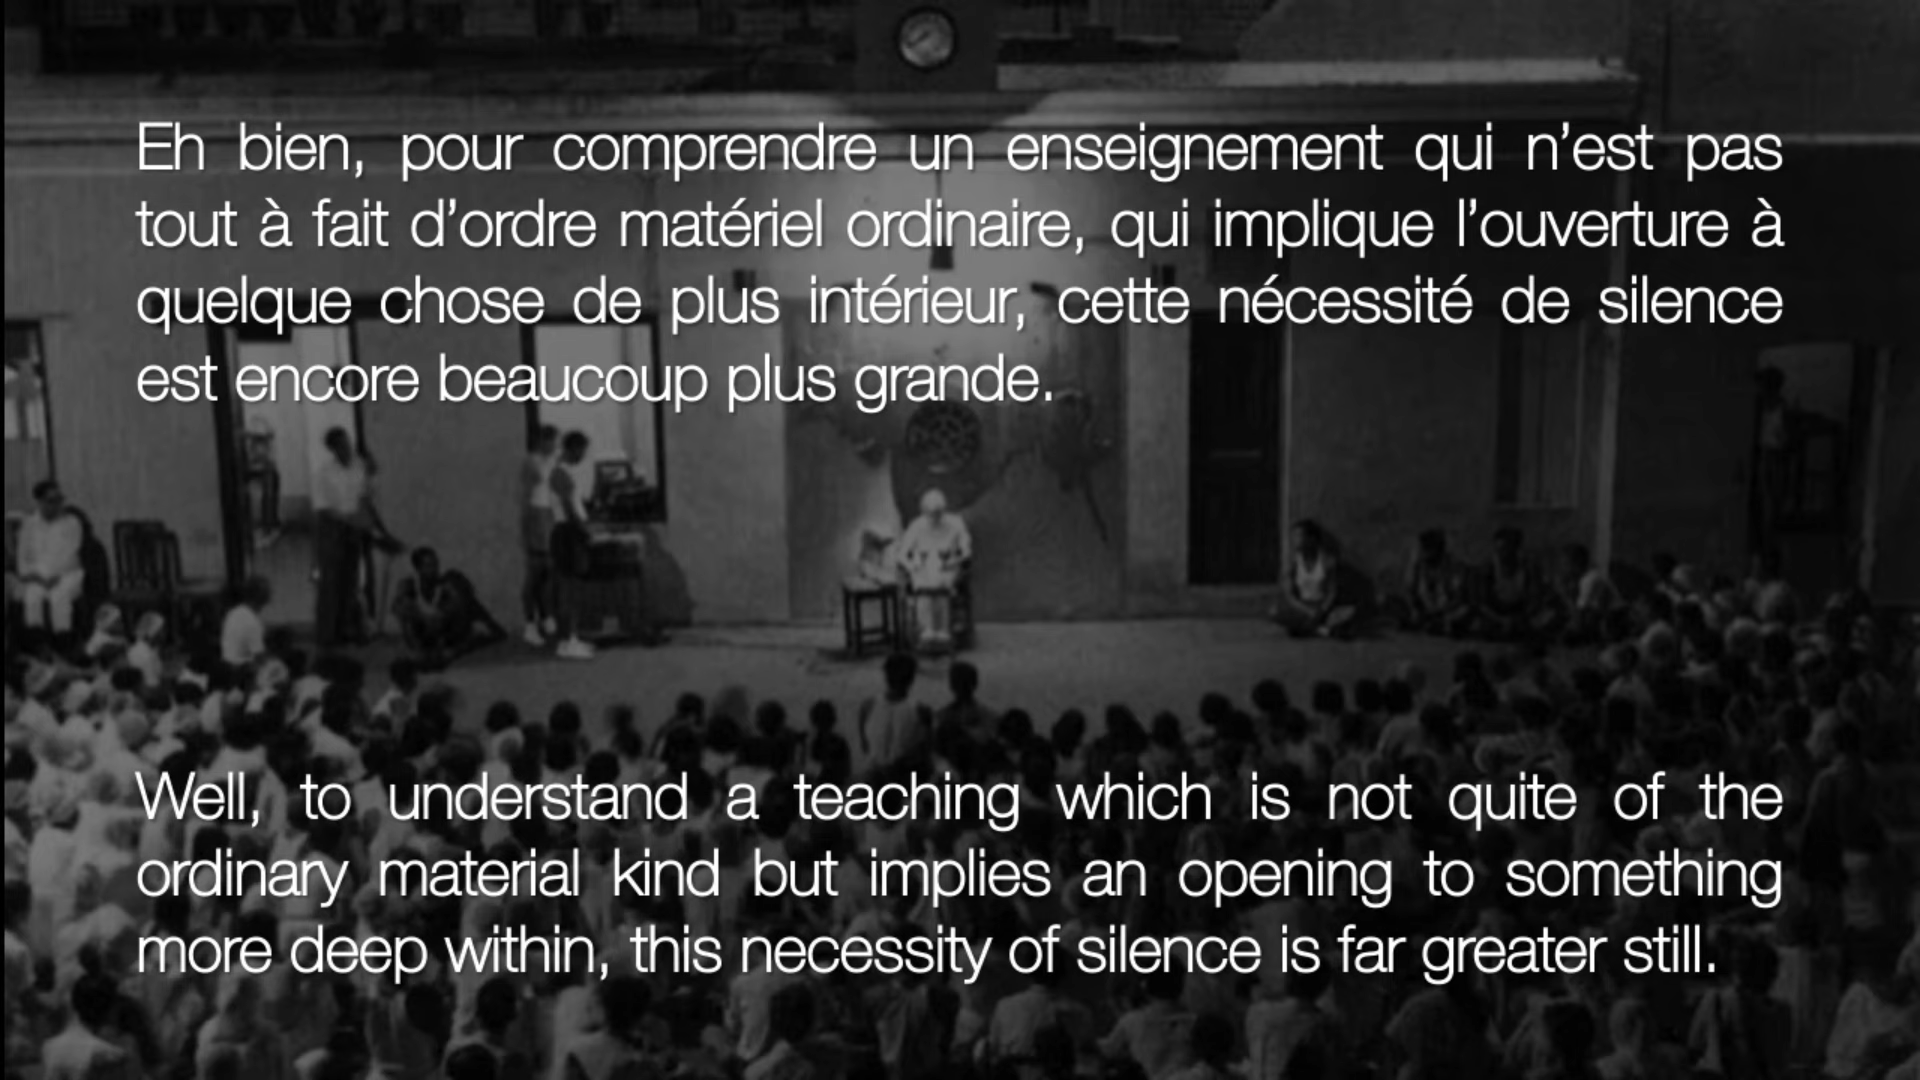 Eh bien, pour comprendre un enseignement qui n’est pas
tout à fait d’ordre matériel ordinaire, qui implique l’ouverture à
quelque chose de plus intérieur, cette nécessité de silence
est encore beaucoup plus grande.
Well, to understand a teaching which is not quite of the
ordinary material kind but implies an opening to something
more deep within, this necessity of silence is far greater still.